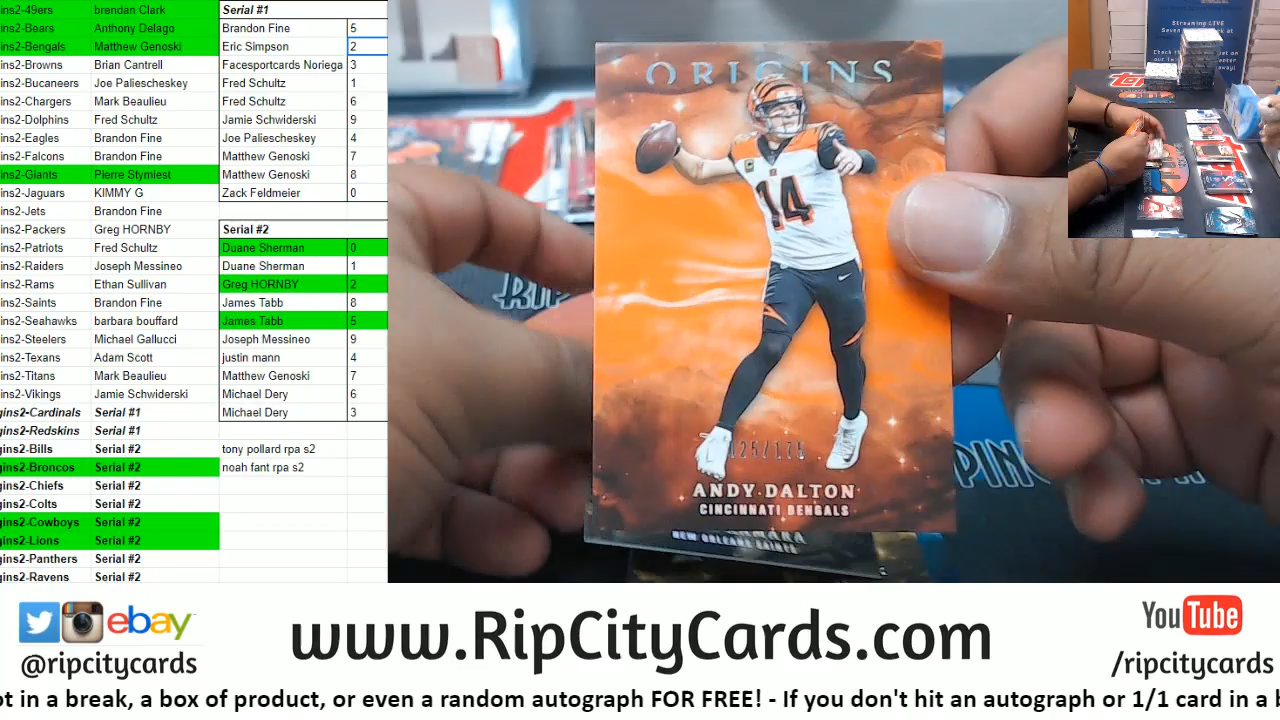 ins2-49ers brendan Clark Serial #1
ins2-Bears Anthony Delago Brandon Fine 5
ins2-Bengals Matthew Genoski Eric Simpson 2
ins2-Browns Brian Cantrell Facesportcards Noriega 3
ins2-Bucaneers Joe Paliescheskey Fred Schultz 1
ins2-Chargers Mark Beaulieu Fred Schultz 6
ins2-Dolphins Fred Schultz Jamie Schwiderski 9
ins2-Eagles Brandon Fine Joe Paliescheskey 4
ins2-Falcons Brandon Fine Matthew Genoski 7
ins2-Giants Pierre Stymiest Matthew Genoski 8
ins2-Jaguars KIMMY G Zack Feldmeier 0
ins2-Jets Brandon Fine
ins2-Packers Greg HORNBY Serial #2
ins2-Patriots Fred Schultz Duane Sherman 0
ins2-Raiders Joseph Messineo Duane Sherman 1
ins2-Rams Ethan Sullivan Greg HORNBY 2
ins2-Saints Brandon Fine James Tabb 8
ins2-Seahawks barbara bouffard James Tabb 5
ins2-Steelers Michael Gallucci Joseph Messineo 9
ins2-Texans Adam Scott justin mann 4
ins2-Titans Mark Beaulieu Matthew Genoski 7
ins2-Vikings Jamie Schwiderski Michael Dery 6
gins2-Cardinals Serial #1 Michael Dery 3
gins2-Redskins Serial #1
gins2-Bills Serial #2 tony pollard rpa s2
gins2-Broncos Serial #2 noah fant rpa s2
gins2-Chiefs Serial #2
gins2-Colts Serial #2
gins2-Cowboys Serial #2
gins2-Lions Serial #2
gins2-Panthers Serial #2
gins2-Ravens Serial #2
ORIGINS
14
025/175
ANDY DALTON
CINCINNATI BENGALS
NEW ORLEANS SAINTS
Streaming LIVE
ebay
@ripcitycards
www.RipCityCards.com
YouTube
/ripcitycards
ot in a break, a box of product, or even a random autograph FOR FREE! - If you don't hit an autograph or 1/1 card in a b